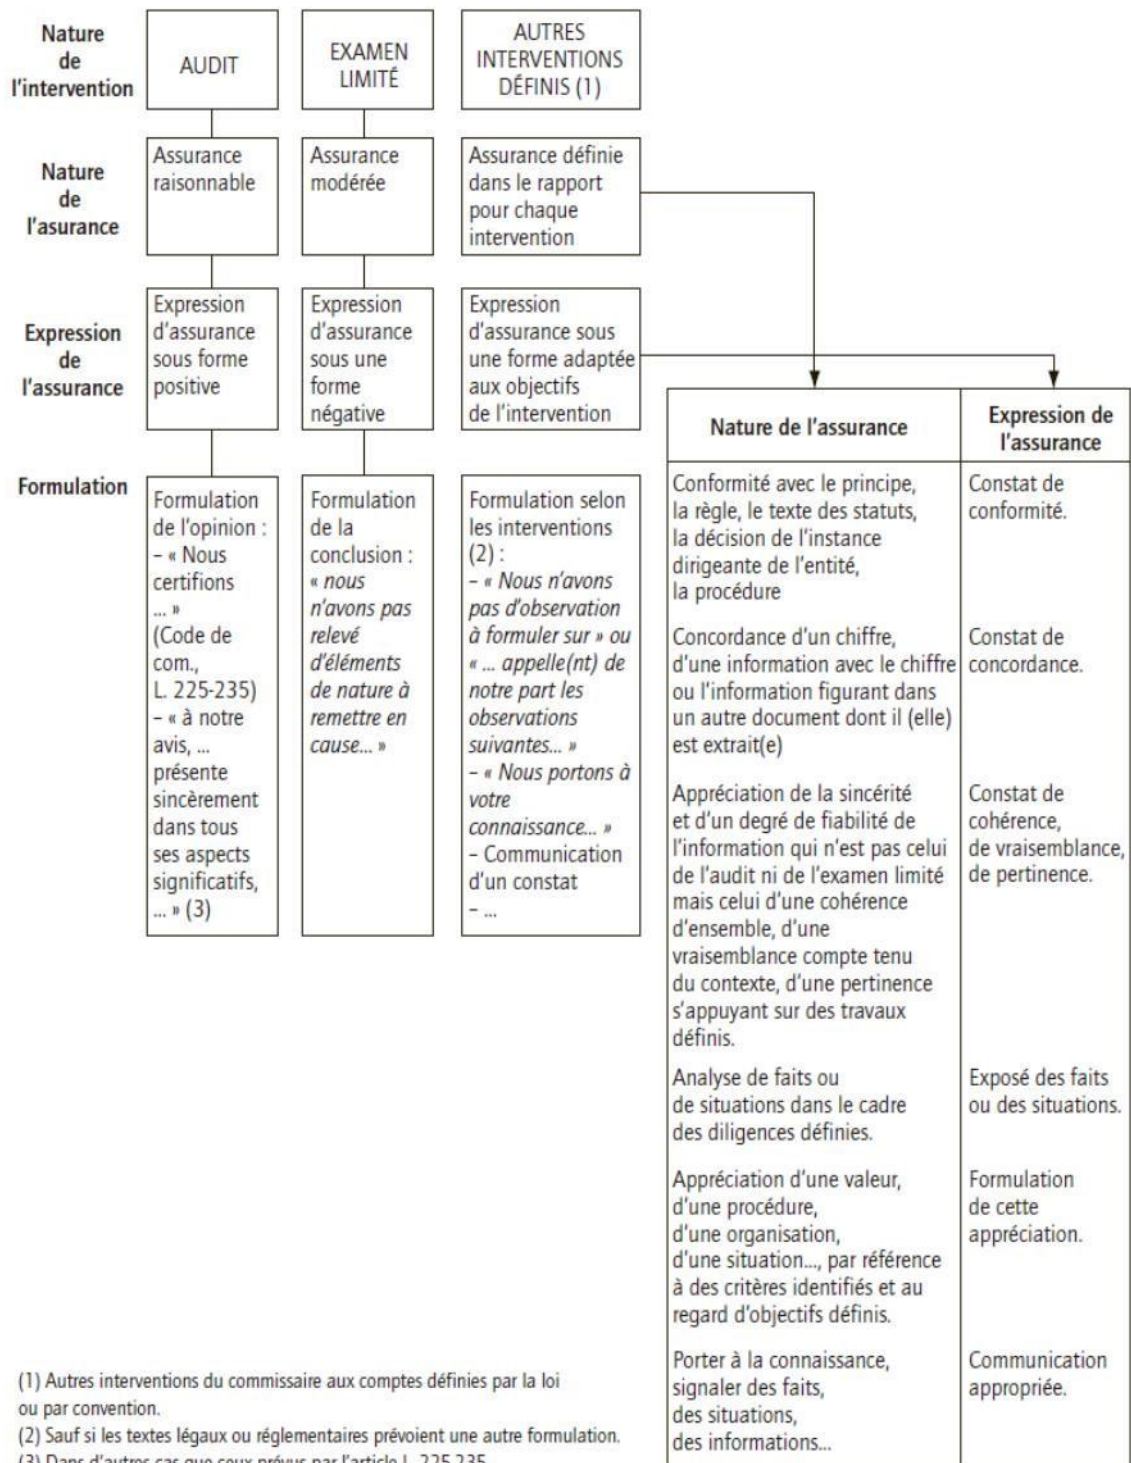 Nature
de
l'intervention
AUDIT
EXAMEN
LIMITÉ
AUTRES
INTERVENTIONS
DÉFINIS (1)
Nature
de
l'asurance
Assurance
raisonnable
Assurance
modérée
Assurance définie
dans le rapport
pour chaque
intervention
Expression
de
l'assurance
Expression
d'assurance
sous forme
positive
Expression
d'assurance
sous une
forme
négative
Expression
d'assurance sous
une forme adaptée
aux objectifs
de l'intervention
Formulation
Formulation
de l'opinion :
– « Nous
certifions
... »
(Code de
com.,
L. 225-235)
– « à notre
avis, ...
présente
sincèrement
dans tous
ses aspects
significatifs,
... » (3)
Formulation
de la
conclusion :
« nous
n'avons pas
relevé
d'éléments
de nature à
remettre en
cause... »
Formulation selon
les interventions
(2) :
– « Nous n'avons
pas d'observation
à formuler sur » ou
« ... appelle(nt) de
notre part les
observations
suivantes... »
– « Nous portons à
votre
connaissance... »
– Communication
d'un constat
– ...
Nature de l'assurance
Expression de
l'assurance
Conformité avec le principe,
la règle, le texte des statuts,
la décision de l'instance
dirigeante de l'entité,
la procédure
Constat de
conformité.
Concordance d'un chiffre,
d'une information avec le chiffre
ou l'information figurant dans
un autre document dont il (elle)
est extrait(e)
Constat de
concordance.
Appréciation de la sincérité
et d'un degré de fiabilité de
l'information qui n'est pas celui
de l'audit ni de l'examen limité
mais celui d'une cohérence
d'ensemble, d'une
vraisemblance compte tenu
du contexte, d'une pertinence
s'appuyant sur des travaux
définis.
Constat de
cohérence,
de vraisemblance,
de pertinence.
Analyse de faits ou
de situations dans le cadre
des diligences définies.
Exposé des faits
ou des situations.
Appréciation d'une valeur,
d'une procédure,
d'une organisation,
d'une situation..., par référence
à des critères identifiés et au
regard d'objectifs définis.
Formulation
de cette
appréciation.
Porter à la connaissance,
signaler des faits,
des situations,
des informations...
Communication
appropriée.
(1) Autres interventions du commissaire aux comptes définies par la loi
ou par convention.
(2) Sauf si les textes légaux ou réglementaires prévoient une autre formulation.
(3) Dans d'autres cas que ceux prévus par l'article L. 225-235